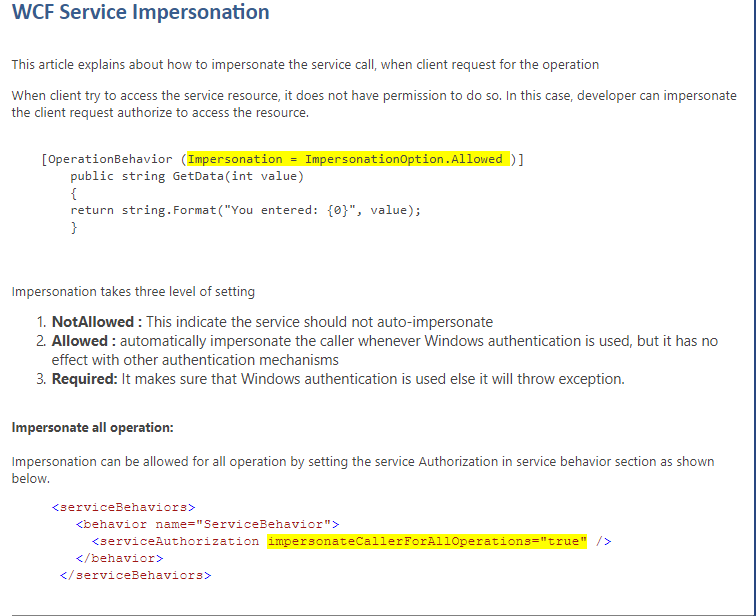 WCF Service Impersonation
This article explains about how to impersonate the service call, when client request for the operation
When client try to access the service resource, it does not have permission to do so. In this case, developer can impersonate
the client request authorize to access the resource.
[OperationBehavior (Impersonation = ImpersonationOption.Allowed )]
public string GetData(int value)
{
return string.Format("You entered: {0}", value);
}
Impersonation takes three level of setting
1. NotAllowed : This indicate the service should not auto-impersonate
2. Allowed : automatically impersonate the caller whenever Windows authentication is used, but it has no
effect with other authentication mechanisms
3. Required: It makes sure that Windows authentication is used else it will throw exception.
Impersonate all operation:
Impersonation can be allowed for all operation by setting the service Authorization in service behavior section as shown
below.
<serviceBehaviors>
<behavior name="ServiceBehavior">
<serviceAuthorization impersonateCallerForAllOperations="true" />
</behavior>
</serviceBehaviors>